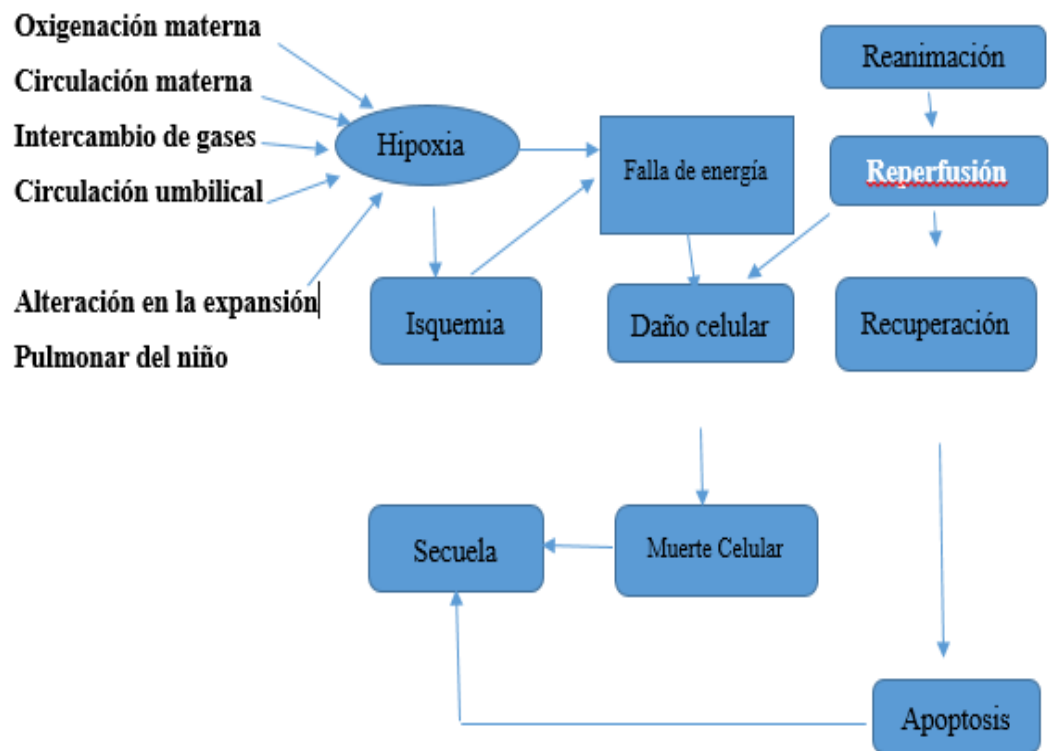 Oxigenación materna
Circulación materna
Intercambio de gases
Circulación umbilical
Alteración en la expansión
Pulmonar del niño
Hipoxia
Isquemia
Falla de energía
Daño celular
Reanimación
Reperfusión
Recuperación
Secuela
Muerte Celular
Apoptosis